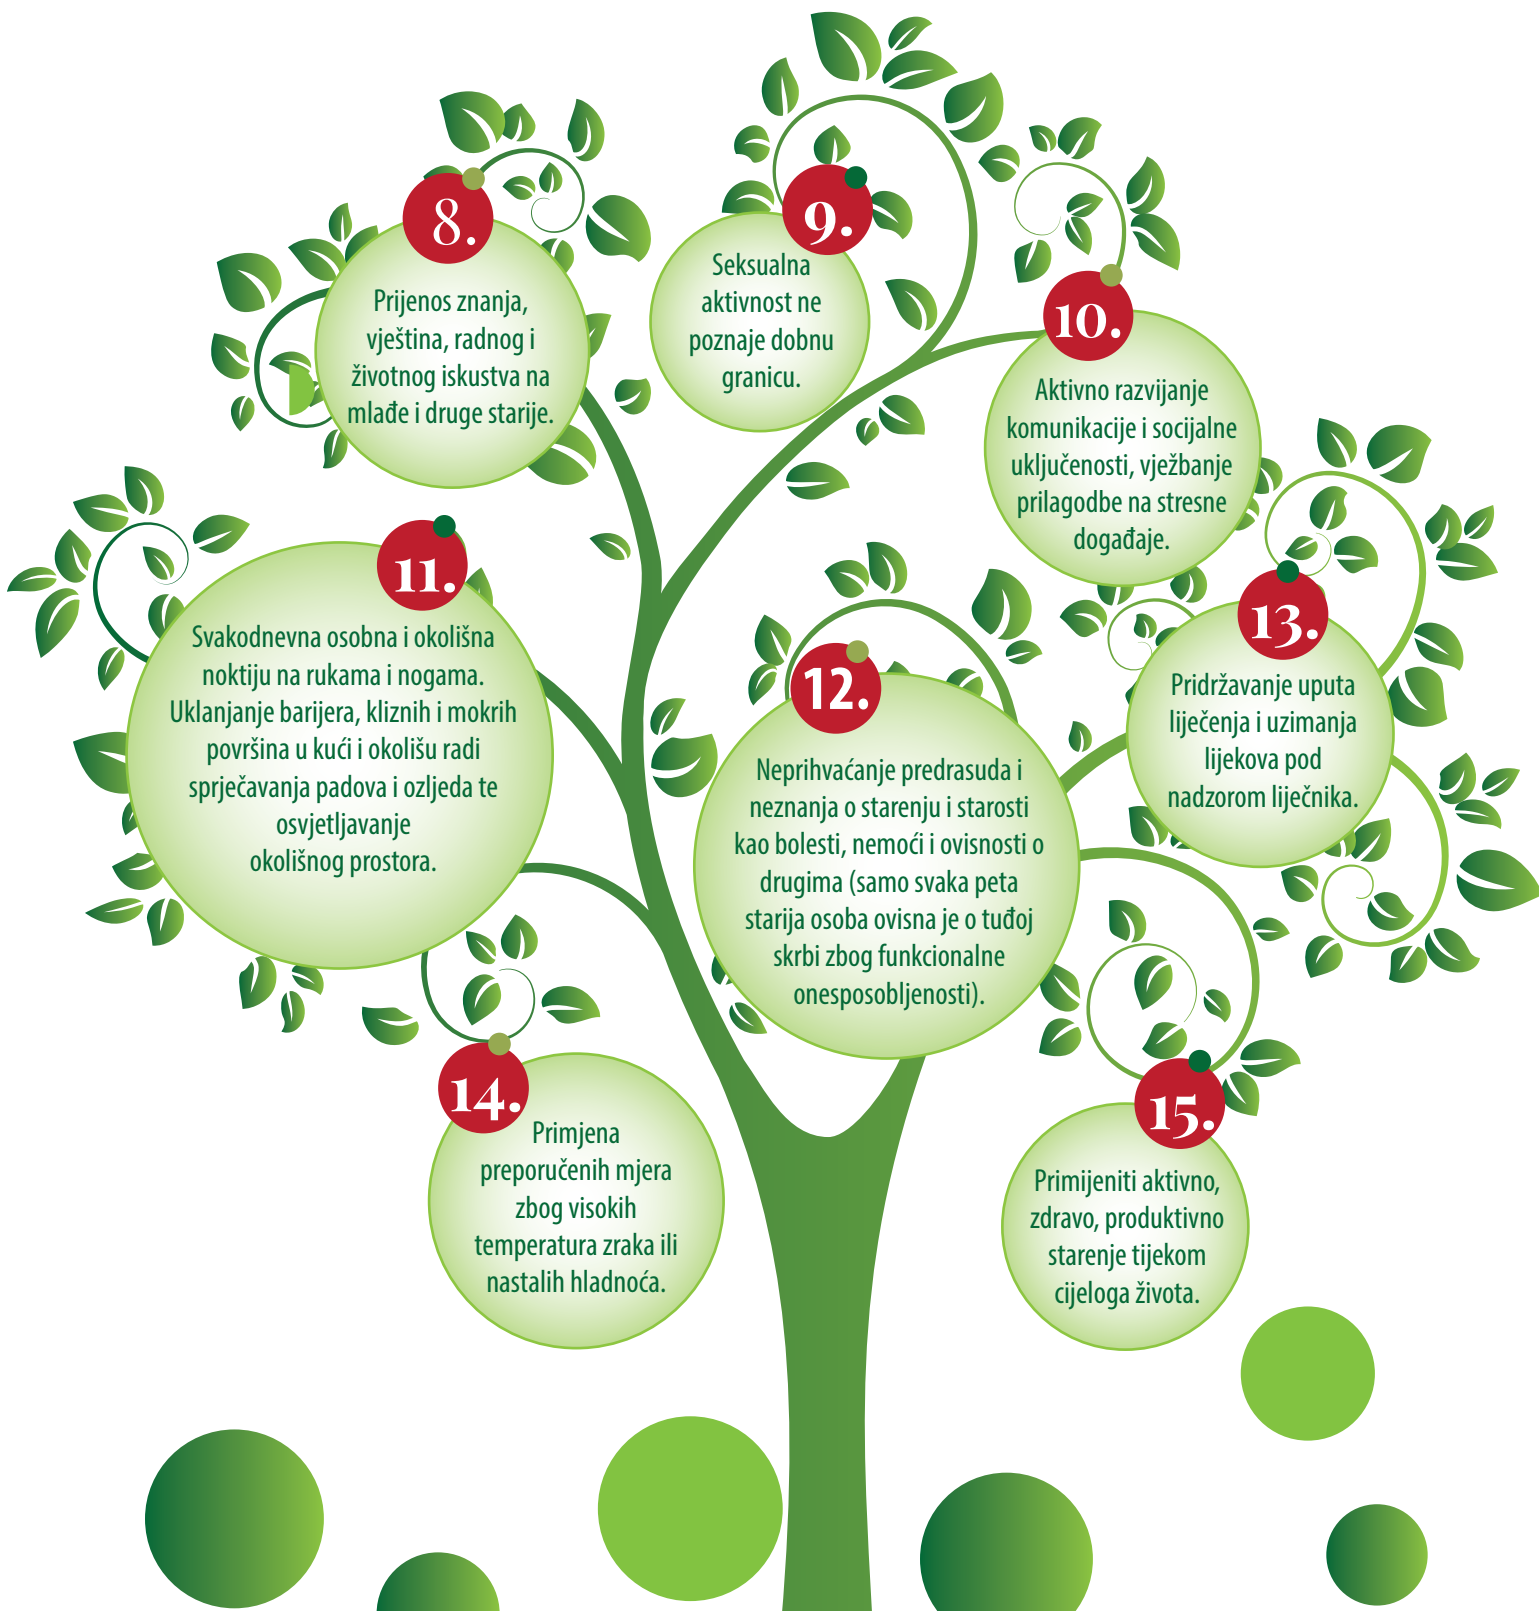 8.
Prijenos znanja,
vještina, radnog i
životnog iskustva na
mlađe i druge starije.
9.
Seksualna
aktivnost ne
poznaje dobnu
granicu.
10.
Aktivno razvijanje
komunikacije i socijalne
uključenosti, vježbanje
prilagodbe na stresne
događaje.
11.
Svakodnevna osobna i okolišna
noktiju na rukama i nogama.
Uklanjanje barijera, kliznih i mokrih
površina u kući i okolišu radi
sprječavanja padova i ozljeda te
osvjetljavanje
okolišnog prostora.
12.
Neprihvaćanje predrasuda i
neznanja o starenju i starosti
kao bolesti, nemoći i ovisnosti o
drugima (samo svaka peta
starija osoba ovisna je o tuđoj
skrbi zbog funkcionalne
onesposobljenosti).
13.
Pridržavanje uputa
liječenja i uzimanja
lijekova pod
nadzorom liječnika.
14.
Primjena
preporučenih mjera
zbog visokih
temperatura zraka ili
nastalih hladnoća.
15.
Primijeniti aktivno,
zdravo, produktivno
starenje tijekom
cijeloga života.